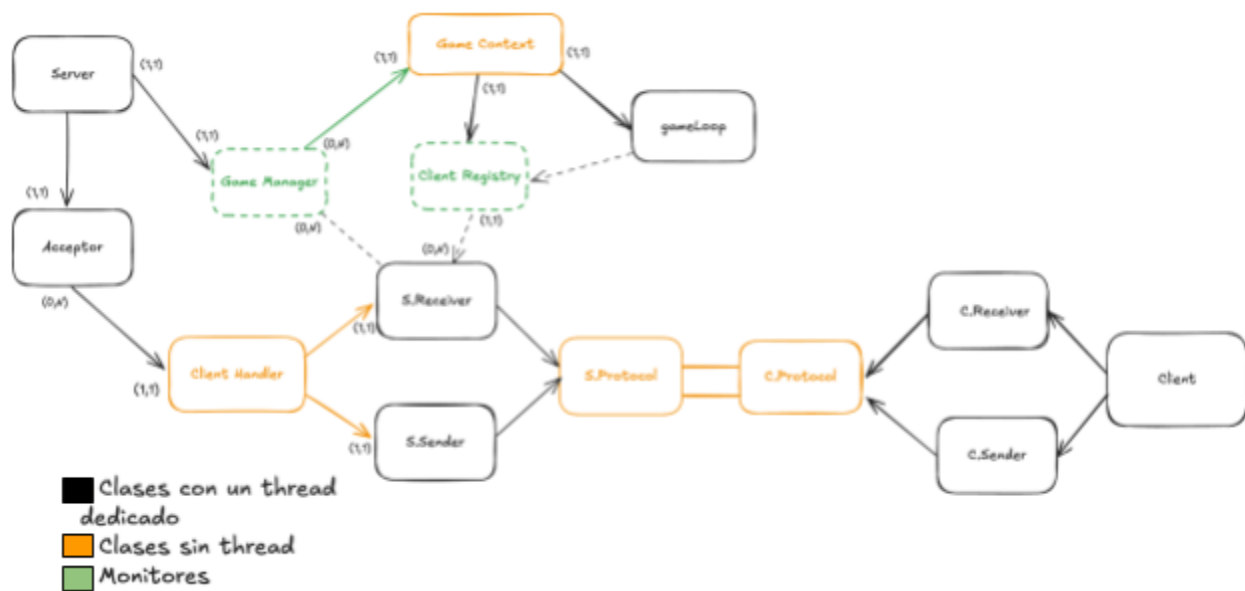 Game Context
(1,1)
(1,1)
(1,1)
Server
(1,1)
(1,1)
(0,N)
gameLoop
Game Manager
Client Registry
(1,1)
(0,N)
(1,1)
(0,N)
Acceptor
(0,N)
S.Receiver
(1,1)
C.Receiver
Client Handler
(1,1)
S.Protocol
C.Protocol
Client
S.Sender
(1,1)
C.Sender
Clases con un thread
dedicado
Clases sin thread
Monitores